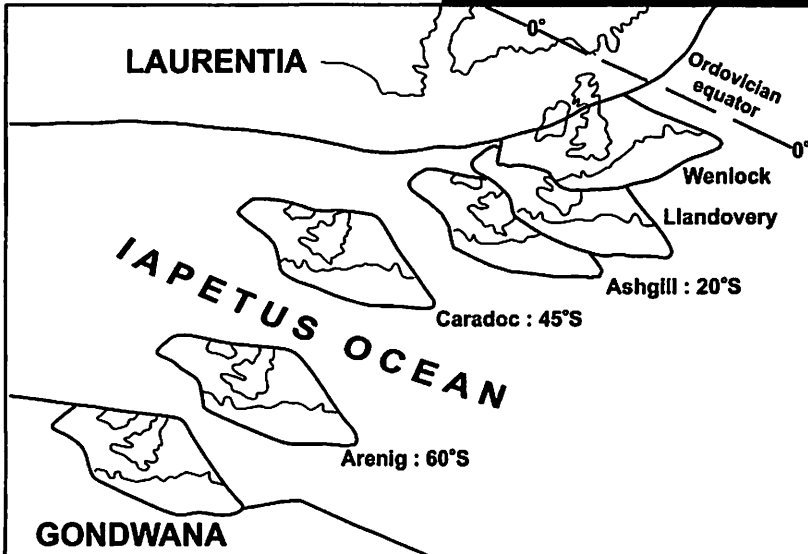 LAURENTIA
0°
Ordovician
equator
0°
Wenlock
Llandovery
Ashgill : 20°S
Caradoc : 45°S
IAPETUS OCEAN
Arenig : 60°S
GONDWANA